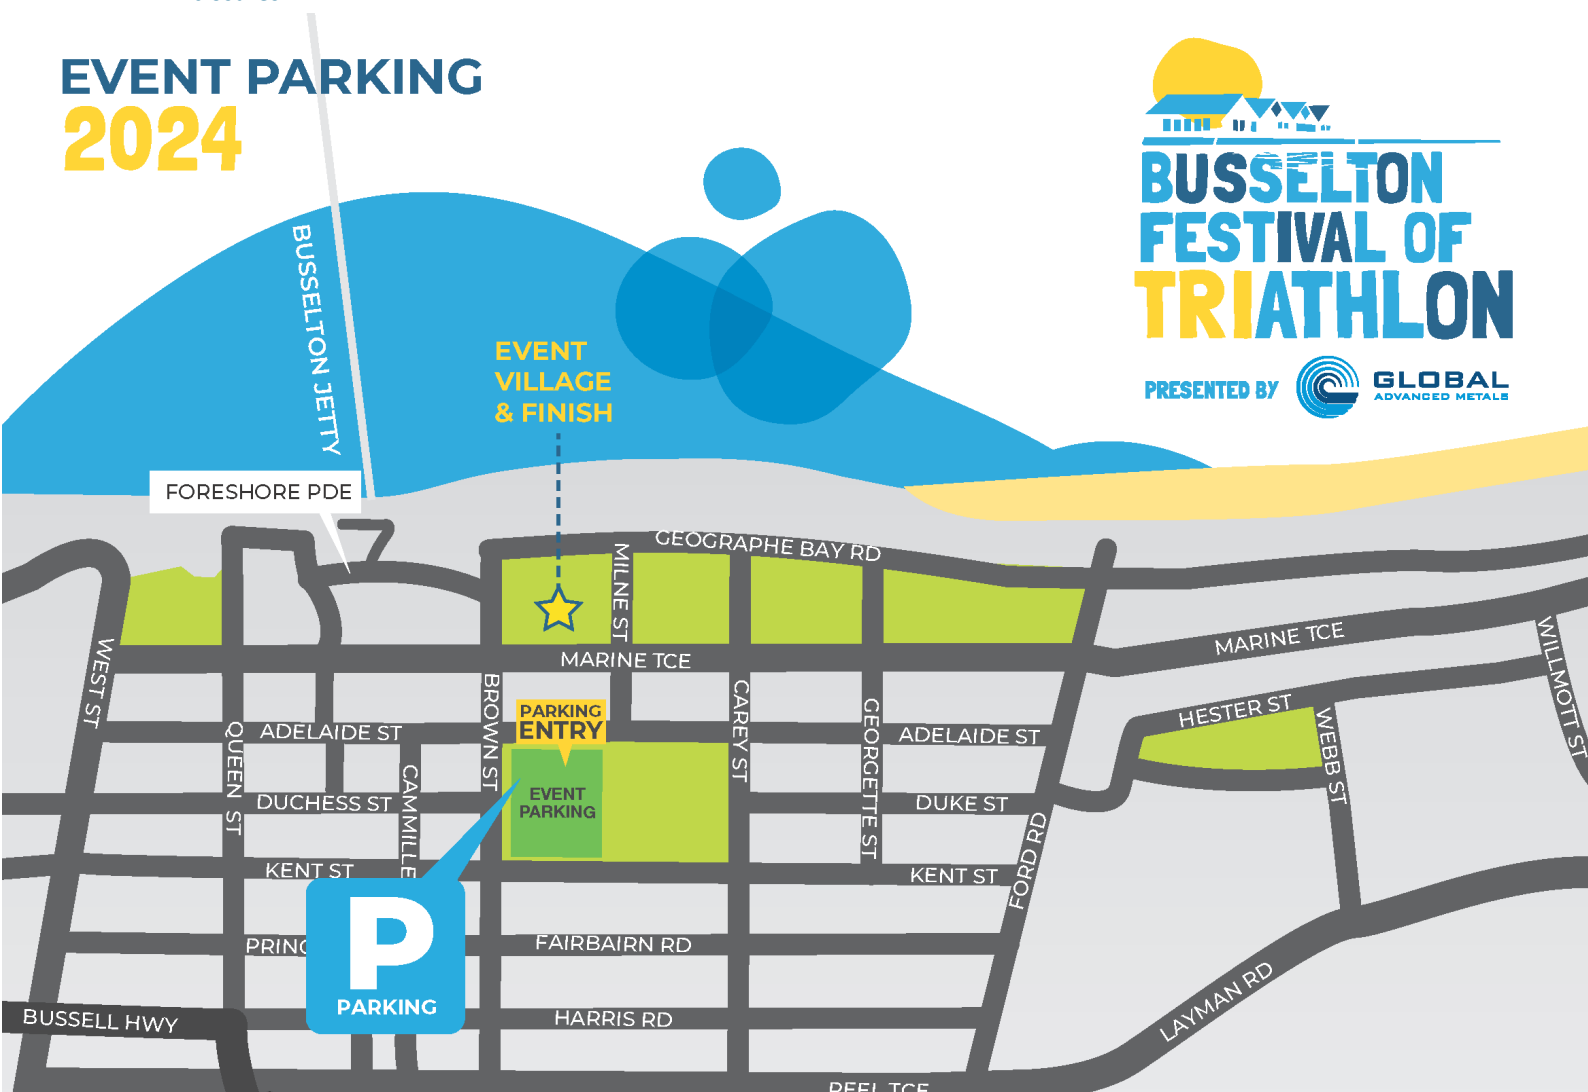 EVENT PARKING
2024
BUSSELTON
FESTIVAL OF
TRIATHLON
PRESENTED BY
GLOBAL
ADVANCED METALS
BUSSELTON JETTY
EVENT
VILLAGE
& FINISH
FORESHORE PDE
GEOGRAPHE BAY RD
MILNE ST
MARINE TCE
MARINE TCE
WEST ST
QUEEN ST
ADELAIDE ST
BROWN ST
PARKING
ENTRY
CAREY ST
GEORGETTE ST
ADELAIDE ST
HESTER ST
WEBB ST
WILLMOTT ST
DUCHESS ST
CAMMILLE
EVENT
PARKING
DUKE ST
KENT ST
KENT ST
FORD RD
P
PARKING
PRINC
FAIRBAIRN RD
BUSSELL HWY
HARRIS RD
LAYMAN RD
PEEL TCE